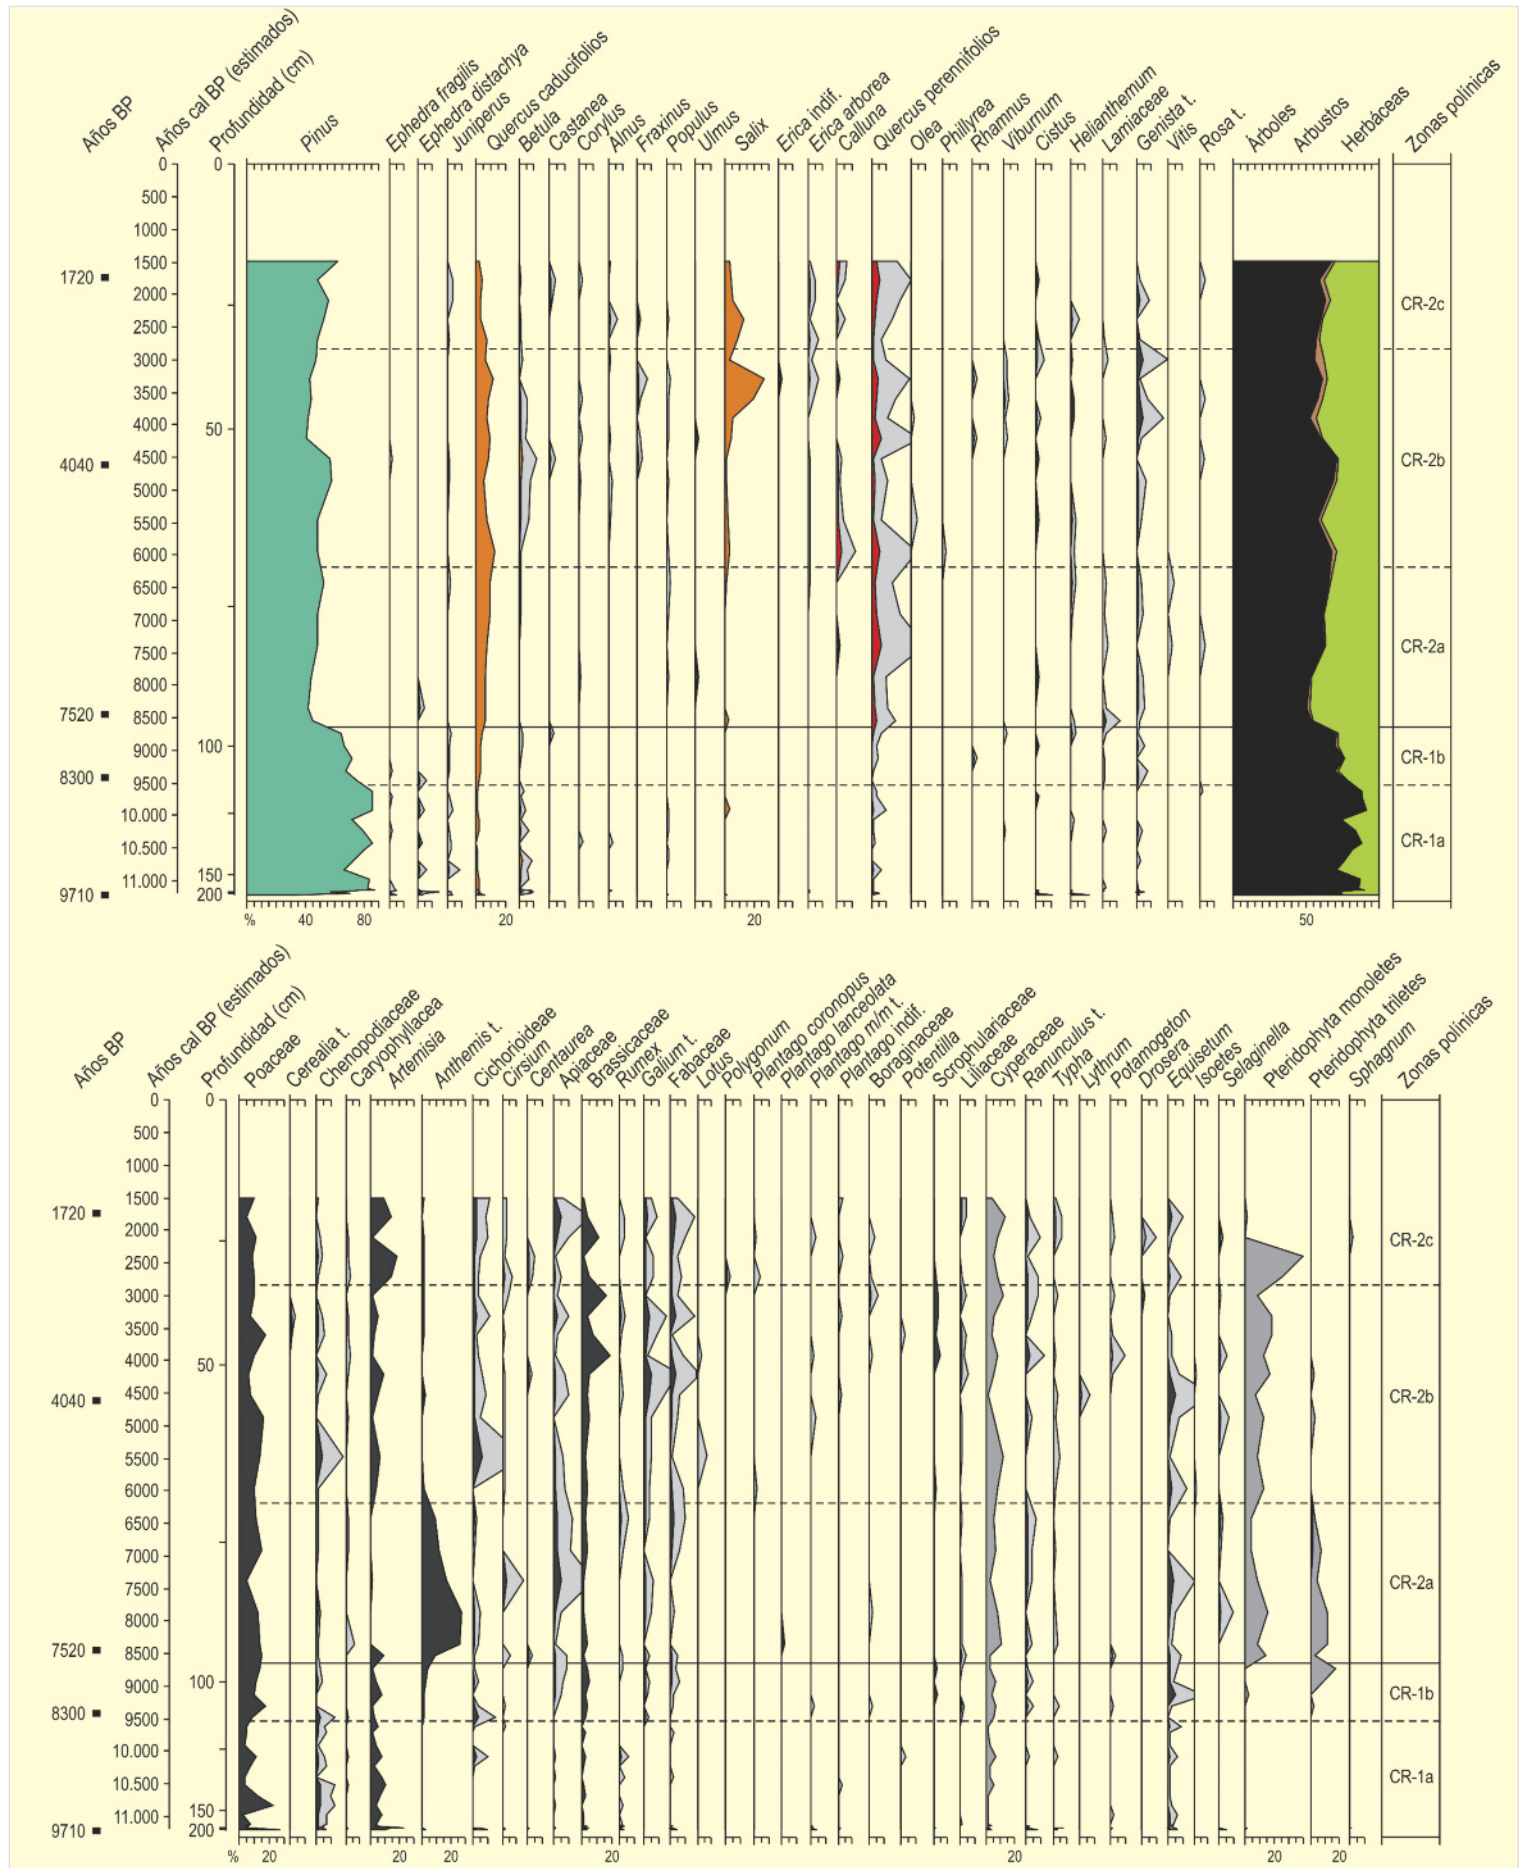 Años BP
Años cal BP (estimados)
Profundidad (cm)
Pinus
Ephedra fragilis
Ephedra distachya
Juniperus
Quercus caducifolios
Betula
Castanea
Corylus
Alnus
Fraxinus
Populus
Ulmus
Salix
Erica indif.
Erica arborea
Calluna
Quercus perennifolios
Olea
Phillyrea
Rhamnus
Viburnum
Cistus
Helianthemum
Lamiaceae
Genista t.
Vitis
Rosa t.
Árboles
Arbustos
Herbáceas
Zonas polínicas
0
500
1000
1500
2000
2500
3000
3500
4000
4500
5000
5500
6000
6500
7000
7500
8000
8500
9000
9500
10.000
10.500
11.000
1720
4040
7520
8300
9710
0
50
100
150
200
CR-2c
CR-2b
CR-2a
CR-1b
CR-1a
% 40 80 20 20 50
Años BP
Años cal BP (estimados)
Profundidad (cm)
Poaceae
Cerealia t.
Chenopodiaceae
Caryophyllacea
Artemisia
Anthemis t.
Cichorioideae
Cirsium
Centaurea
Apiaceae
Brassicaceae
Rumex
Galium t.
Fabaceae
Lotus
Polygonum
Plantago coronopus
Plantago lanceolata
Plantago m/m t.
Plantago indif.
Boraginaceae
Potentilla
Scrophulariaceae
Liliaceae
Cyperaceae
Ranunculus t.
Typha
Lythrum
Potamogeton
Drosera
Equisetum
Isoetes
Selaginella
Pteridophyta monoletes
Pteridophyta triletes
Sphagnum
Zonas polínicas
0
500
1000
1500
2000
2500
3000
3500
4000
4500
5000
5500
6000
6500
7000
7500
8000
8500
9000
9500
10.000
10.500
11.000
1720
4040
7520
8300
9710
0
50
100
150
200
CR-2c
CR-2b
CR-2a
CR-1b
CR-1a
% 20 20 20 20 20 20 20